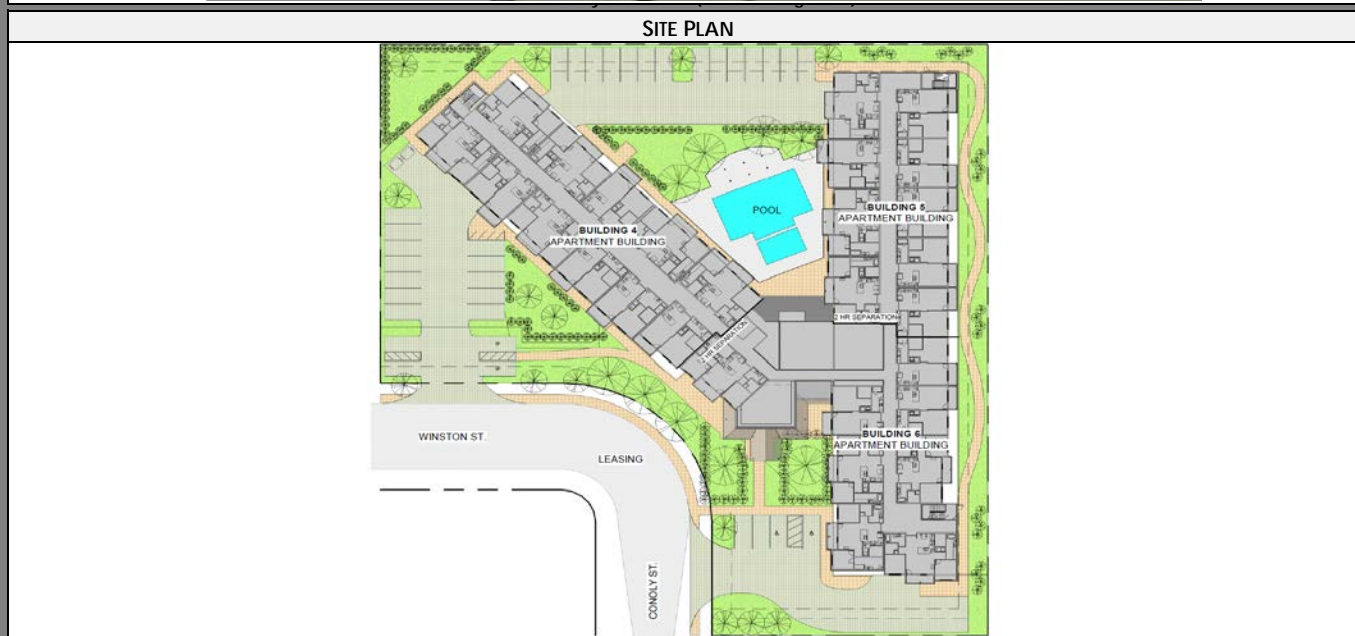 SITE PLAN
POOL
BUILDING 5
APARTMENT BUILDING
BUILDING 4
APARTMENT BUILDING
2 HR SEPARATION
2 HR SEPARATION
WINSTON ST.
LEASING
BUILDING 6
APARTMENT BUILDING
CONOLY ST.